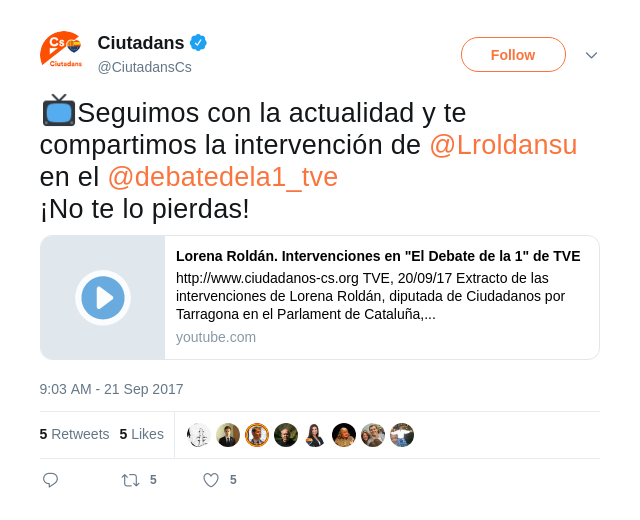 Cs
Ciutadans
Ciutadans
@CiutadansCs
Follow
Seguimos con la actualidad y te
compartimos la intervención de @Lroldansu
en el @debatedela1_tve
¡No te lo pierdas!
Lorena Roldán. Intervenciones en "El Debate de la 1" de TVE
http://www.ciudadanos-cs.org TVE, 20/09/17 Extracto de las
intervenciones de Lorena Roldán, diputada de Ciudadanos por
Tarragona en el Parlament de Cataluña,...
youtube.com
9:03 AM - 21 Sep 2017
5 Retweets 5 Likes
5 5